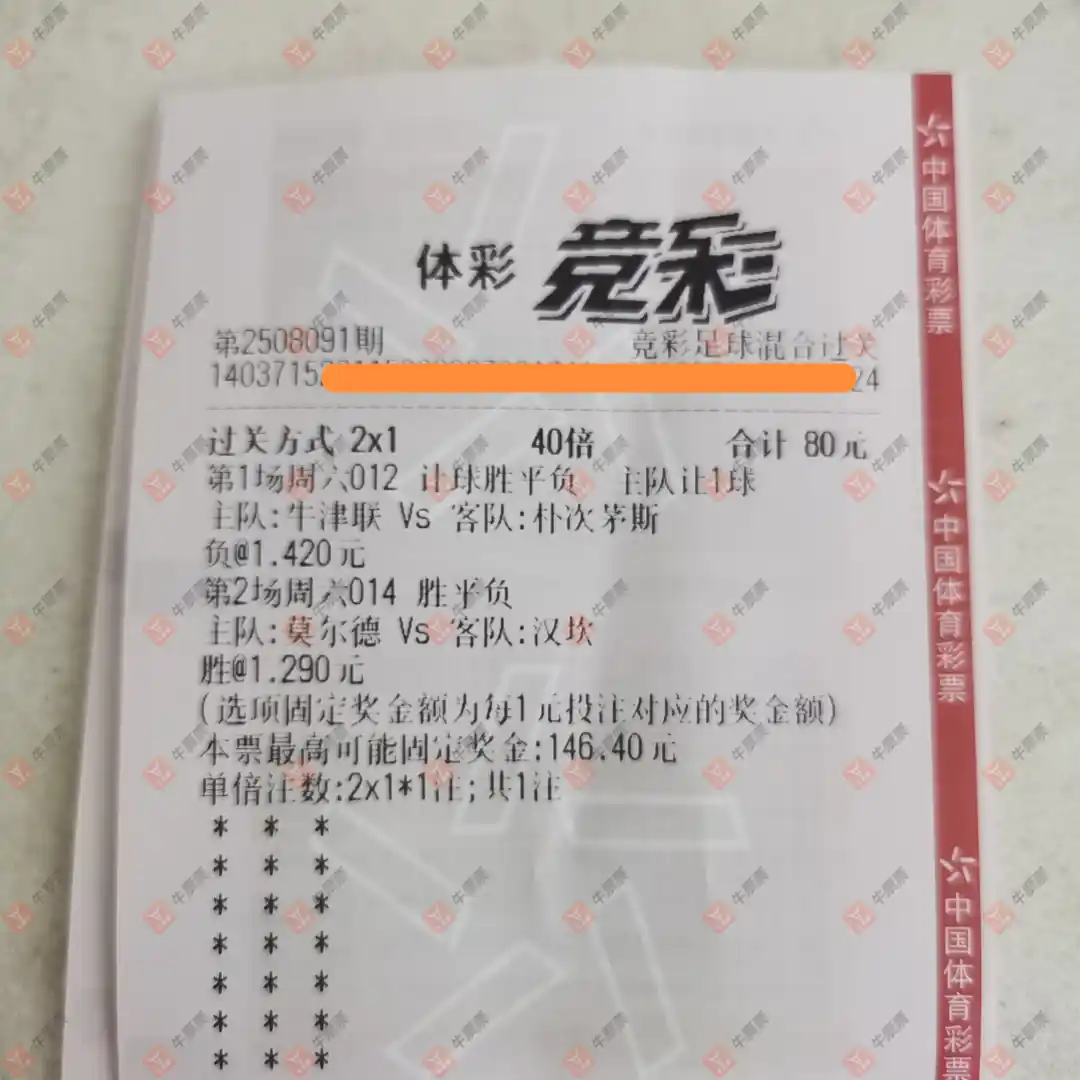 体彩 竞彩
第2508091期 竞彩足球混合过关
1403715 24
过关方式 2x1 40倍 合计 80元
第1场周六012 让球胜平负 主队让1球
主队:牛津联 Vs 客队:朴次茅斯
负@1.420元
第2场周六014 胜平负
主队:莫尔德 Vs 客队:汉坎
胜@1.290元
(选项固定奖金额为每1元投注对应的奖金额)
本票最高可能固定奖金:146.40元
单倍注数:2x1*1注;共1注
* * *
* * *
* * *
* * *
* * *
* * *
* * *
中国体育彩票
中国体育彩票
中国体育彩票